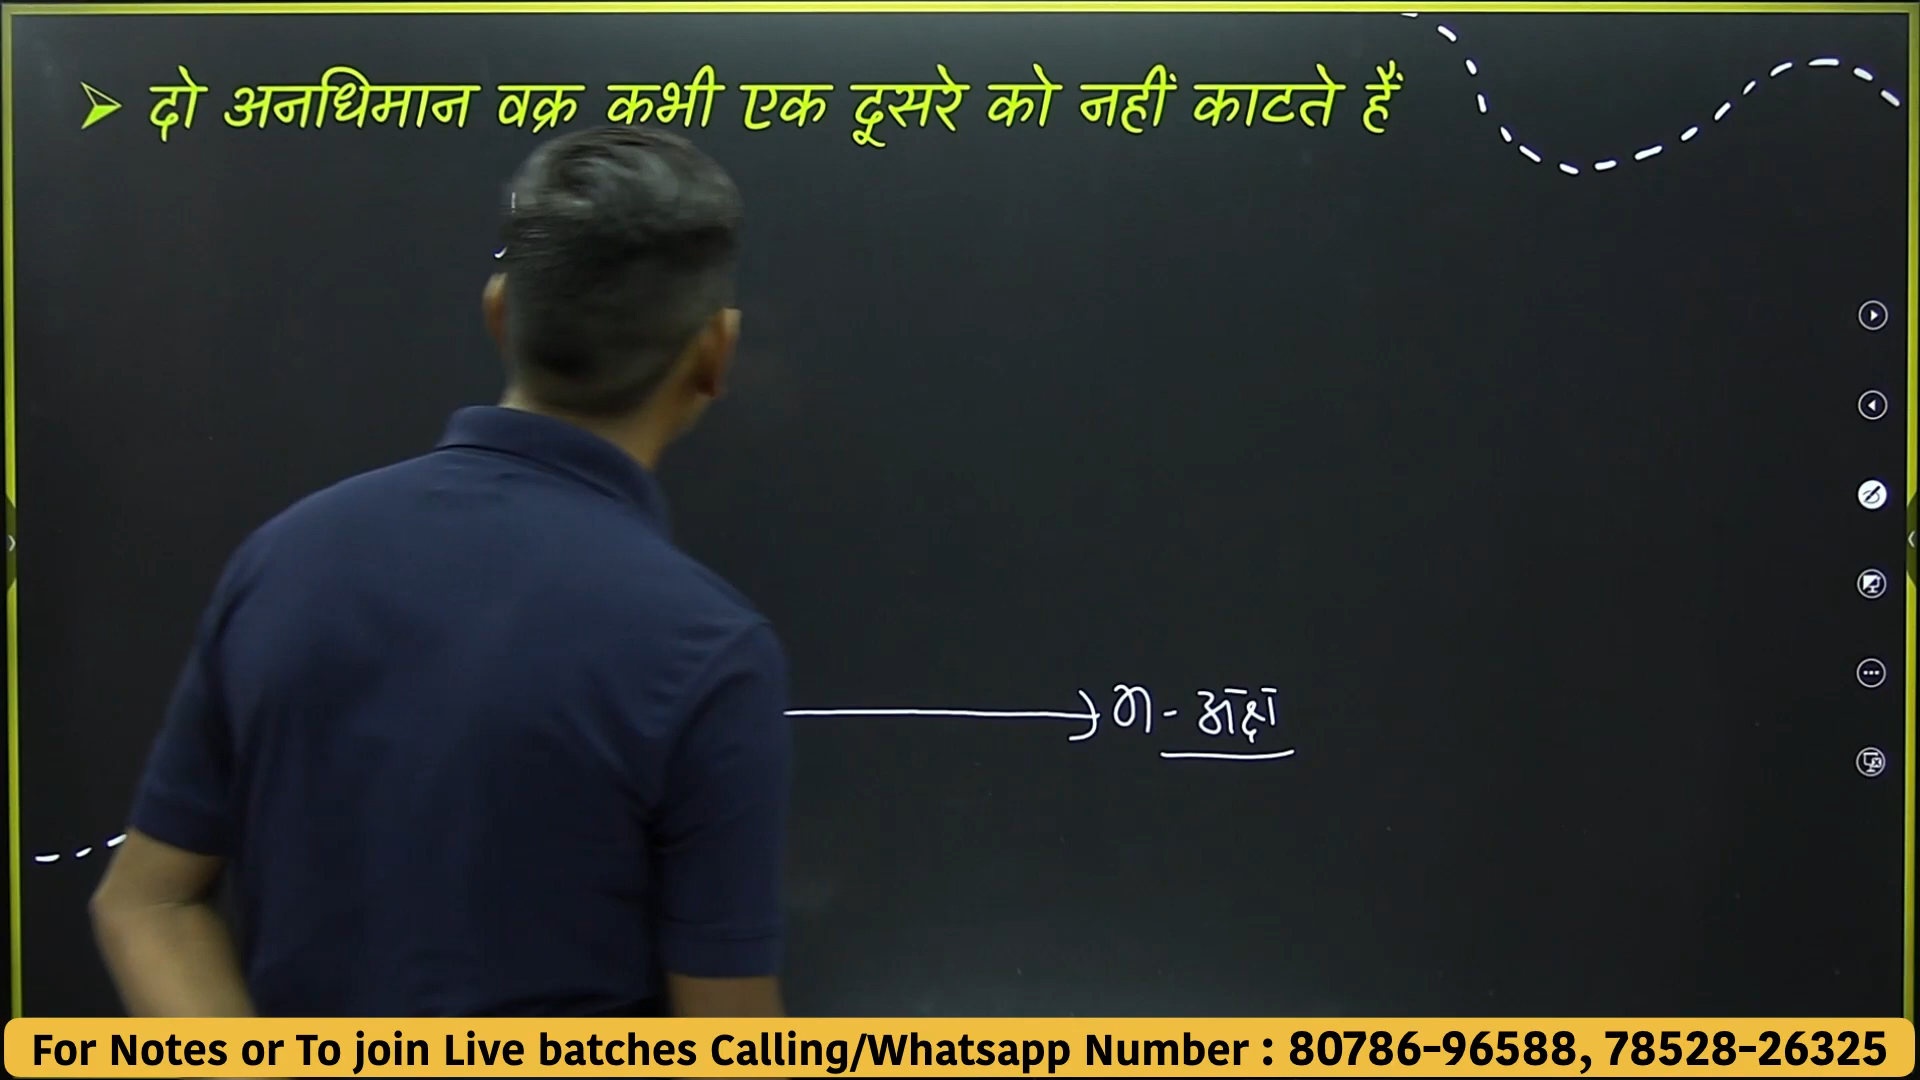 ➤ दो अनधिमान वक्र कभी एक दूसरे को नहीं काटते हैं
For Notes or To join Live batches Calling/Whatsapp Number : 80786-96588, 78528-26325